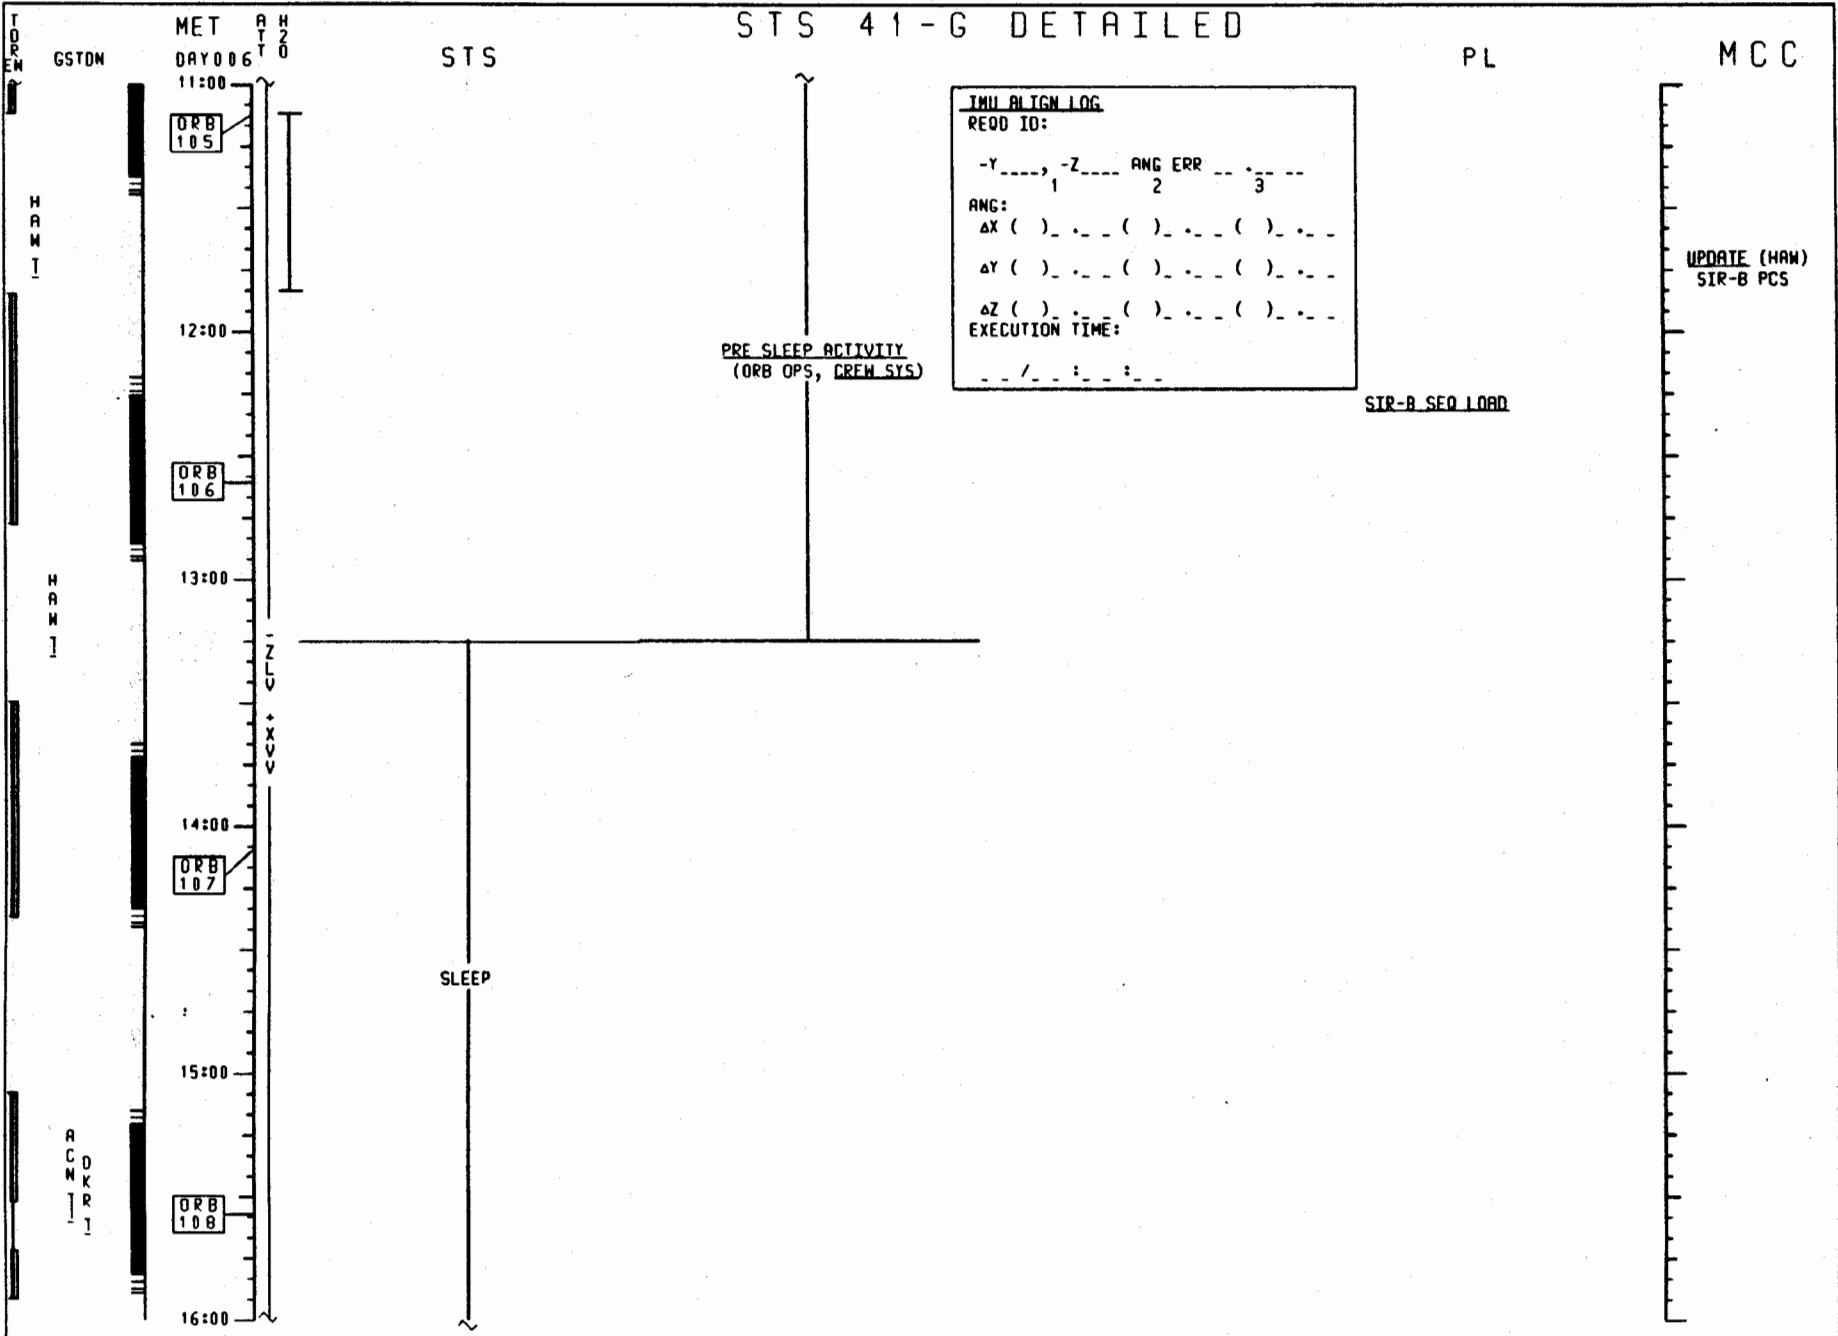 STS 41-G DETAILED
TDRW
E
GSTDN
MET
DAY006
ATT
H2O
STS
PL
MCC
11:00
ORB
105
HAW
IMU ALIGN LOG
REQD ID:
-Y____, -Z____ ANG ERR __ .__ __
1 2 3
ANG:
ΔX ( )_ ._ _ ( )_ ._ _ ( )_ ._ _
ΔY ( )_ ._ _ ( )_ ._ _ ( )_ ._ _
ΔZ ( )_ ._ _ ( )_ ._ _ ( )_ ._ _
EXECUTION TIME:
_ _ /_ _ :_ _ :_ _
UPDATE (HAW)
SIR-B PCS
12:00
PRE SLEEP ACTIVITY
(ORB OPS, CREW SYS)
SIR-B SEQ LOAD
ORB
106
13:00
HAW
-ZLV +XVV
14:00
ORB
107
SLEEP
15:00
ACN
DKR
ORB
108
16:00